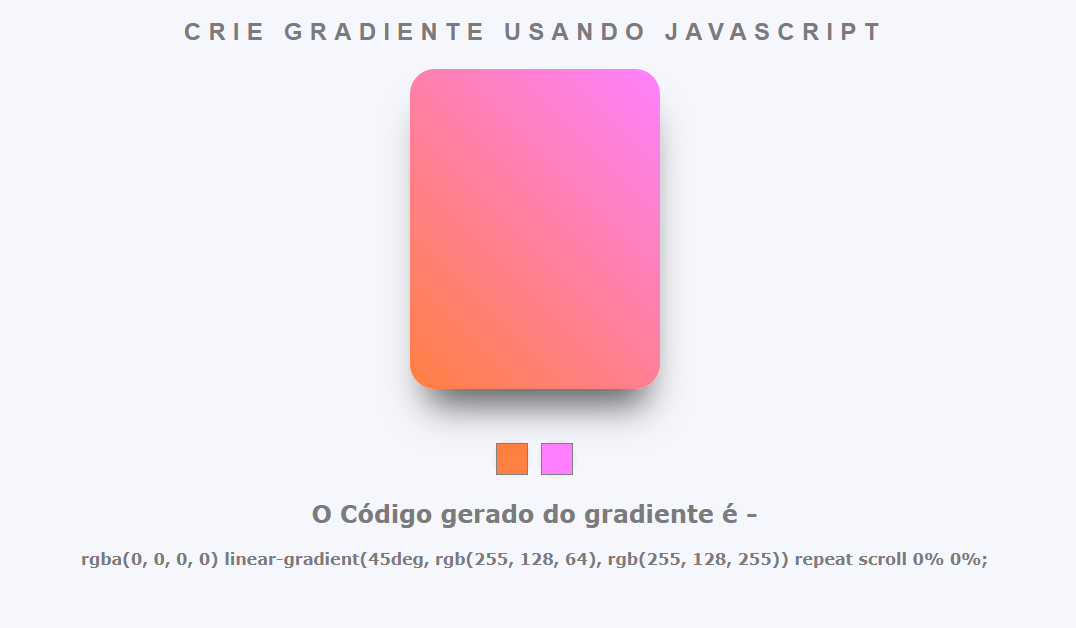 CRIE GRADIENTE USANDO JAVASCRIPT
O Código gerado do gradiente é -
rgba(0, 0, 0, 0) linear-gradient(45deg, rgb(255, 128, 64), rgb(255, 128, 255)) repeat scroll 0% 0%;